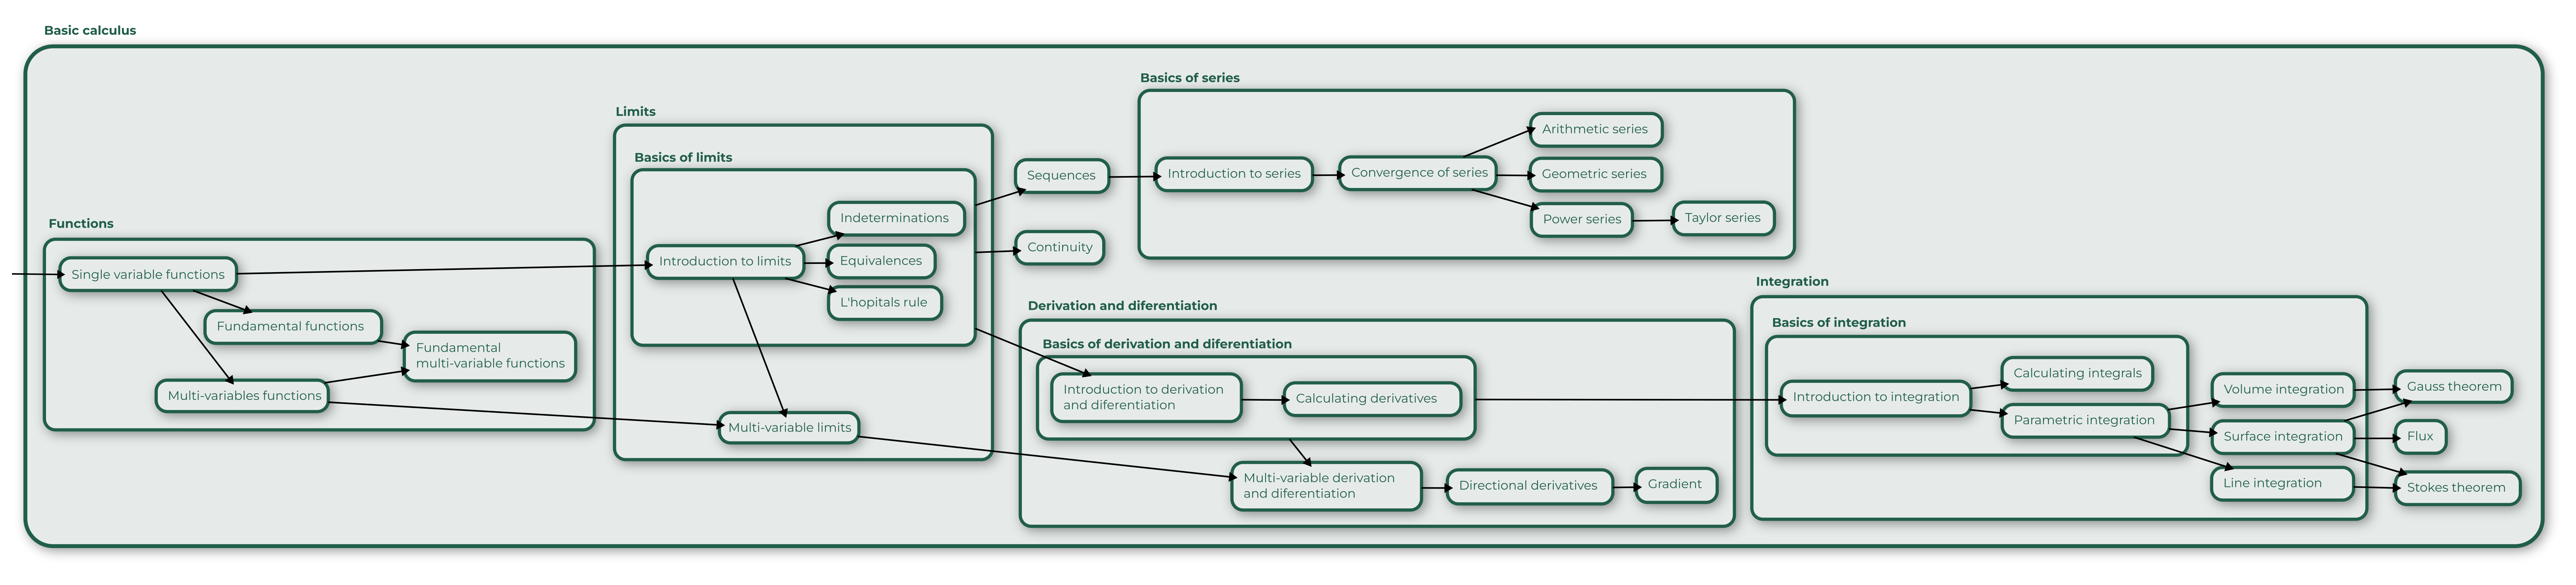 Basic calculus
Functions
Single variable functions
Fundamental functions
Fundamental
multi-variable functions
Multi-variables functions
Limits
Basics of limits
Introduction to limits
Indeterminations
Equivalences
L'hopitals rule
Multi-variable limits
Sequences
Continuity
Basics of series
Introduction to series
Convergence of series
Arithmetic series
Geometric series
Power series
Taylor series
Derivation and diferentiation
Basics of derivation and diferentiation
Introduction to derivation
and diferentiation
Calculating derivatives
Multi-variable derivation
and diferentiation
Directional derivatives
Gradient
Integration
Basics of integration
Introduction to integration
Calculating integrals
Parametric integration
Volume integration
Surface integration
Line integration
Gauss theorem
Flux
Stokes theorem